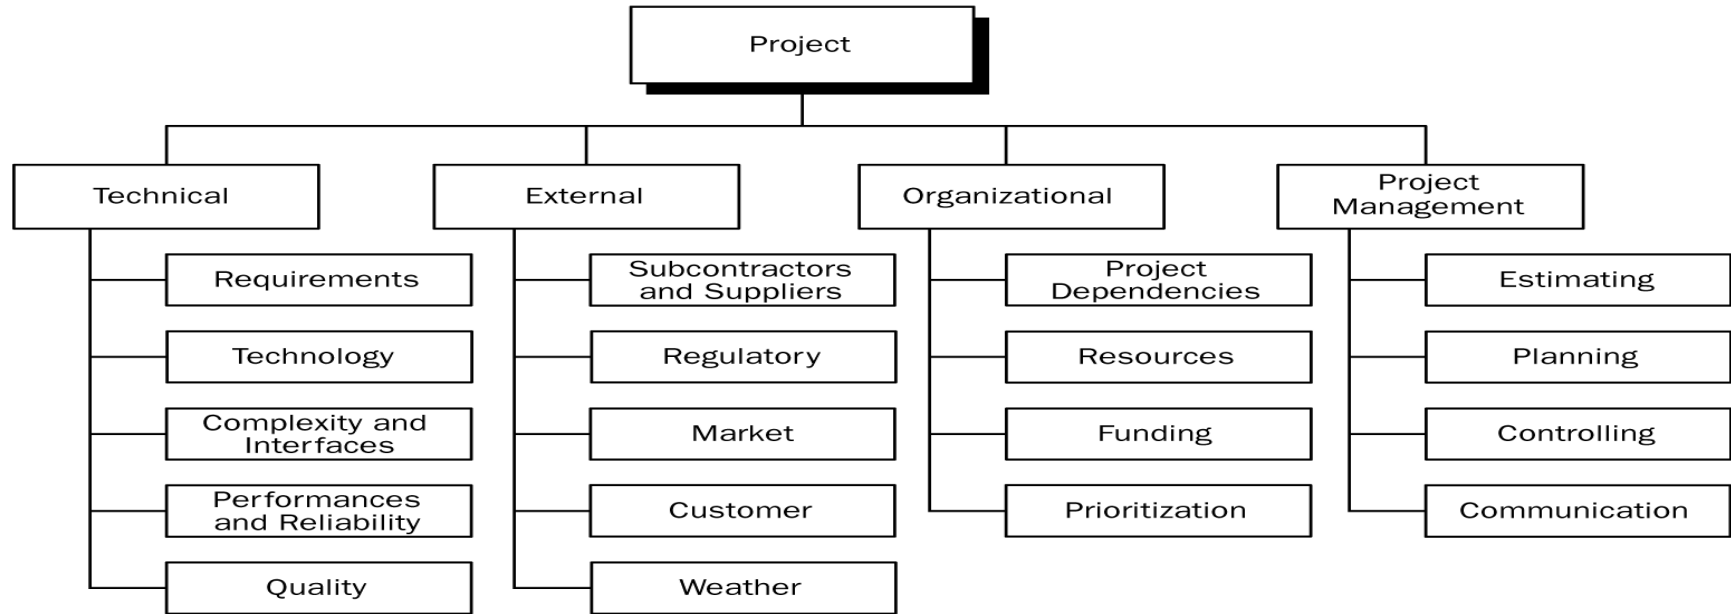 Project
Technical
Requirements
Technology
Complexity and
Interfaces
Performances
and Reliability
Quality
External
Subcontractors
and Suppliers
Regulatory
Market
Customer
Weather
Organizational
Project
Dependencies
Resources
Funding
Prioritization
Project
Management
Estimating
Planning
Controlling
Communication